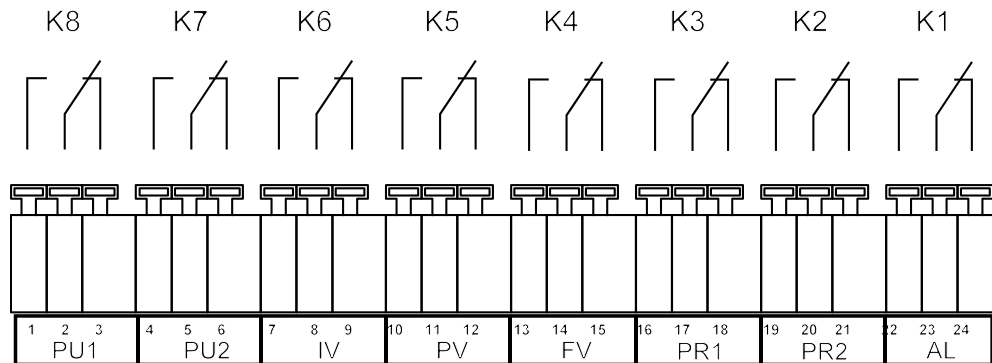 K8 K7 K6 K5 K4 K3 K2 K1
1 2 3 4 5 6 7 8 9 10 11 12 13 14 15 16 17 18 19 20 21 22 23 24
PU1 PU2 IV PV FV PR1 PR2 AL